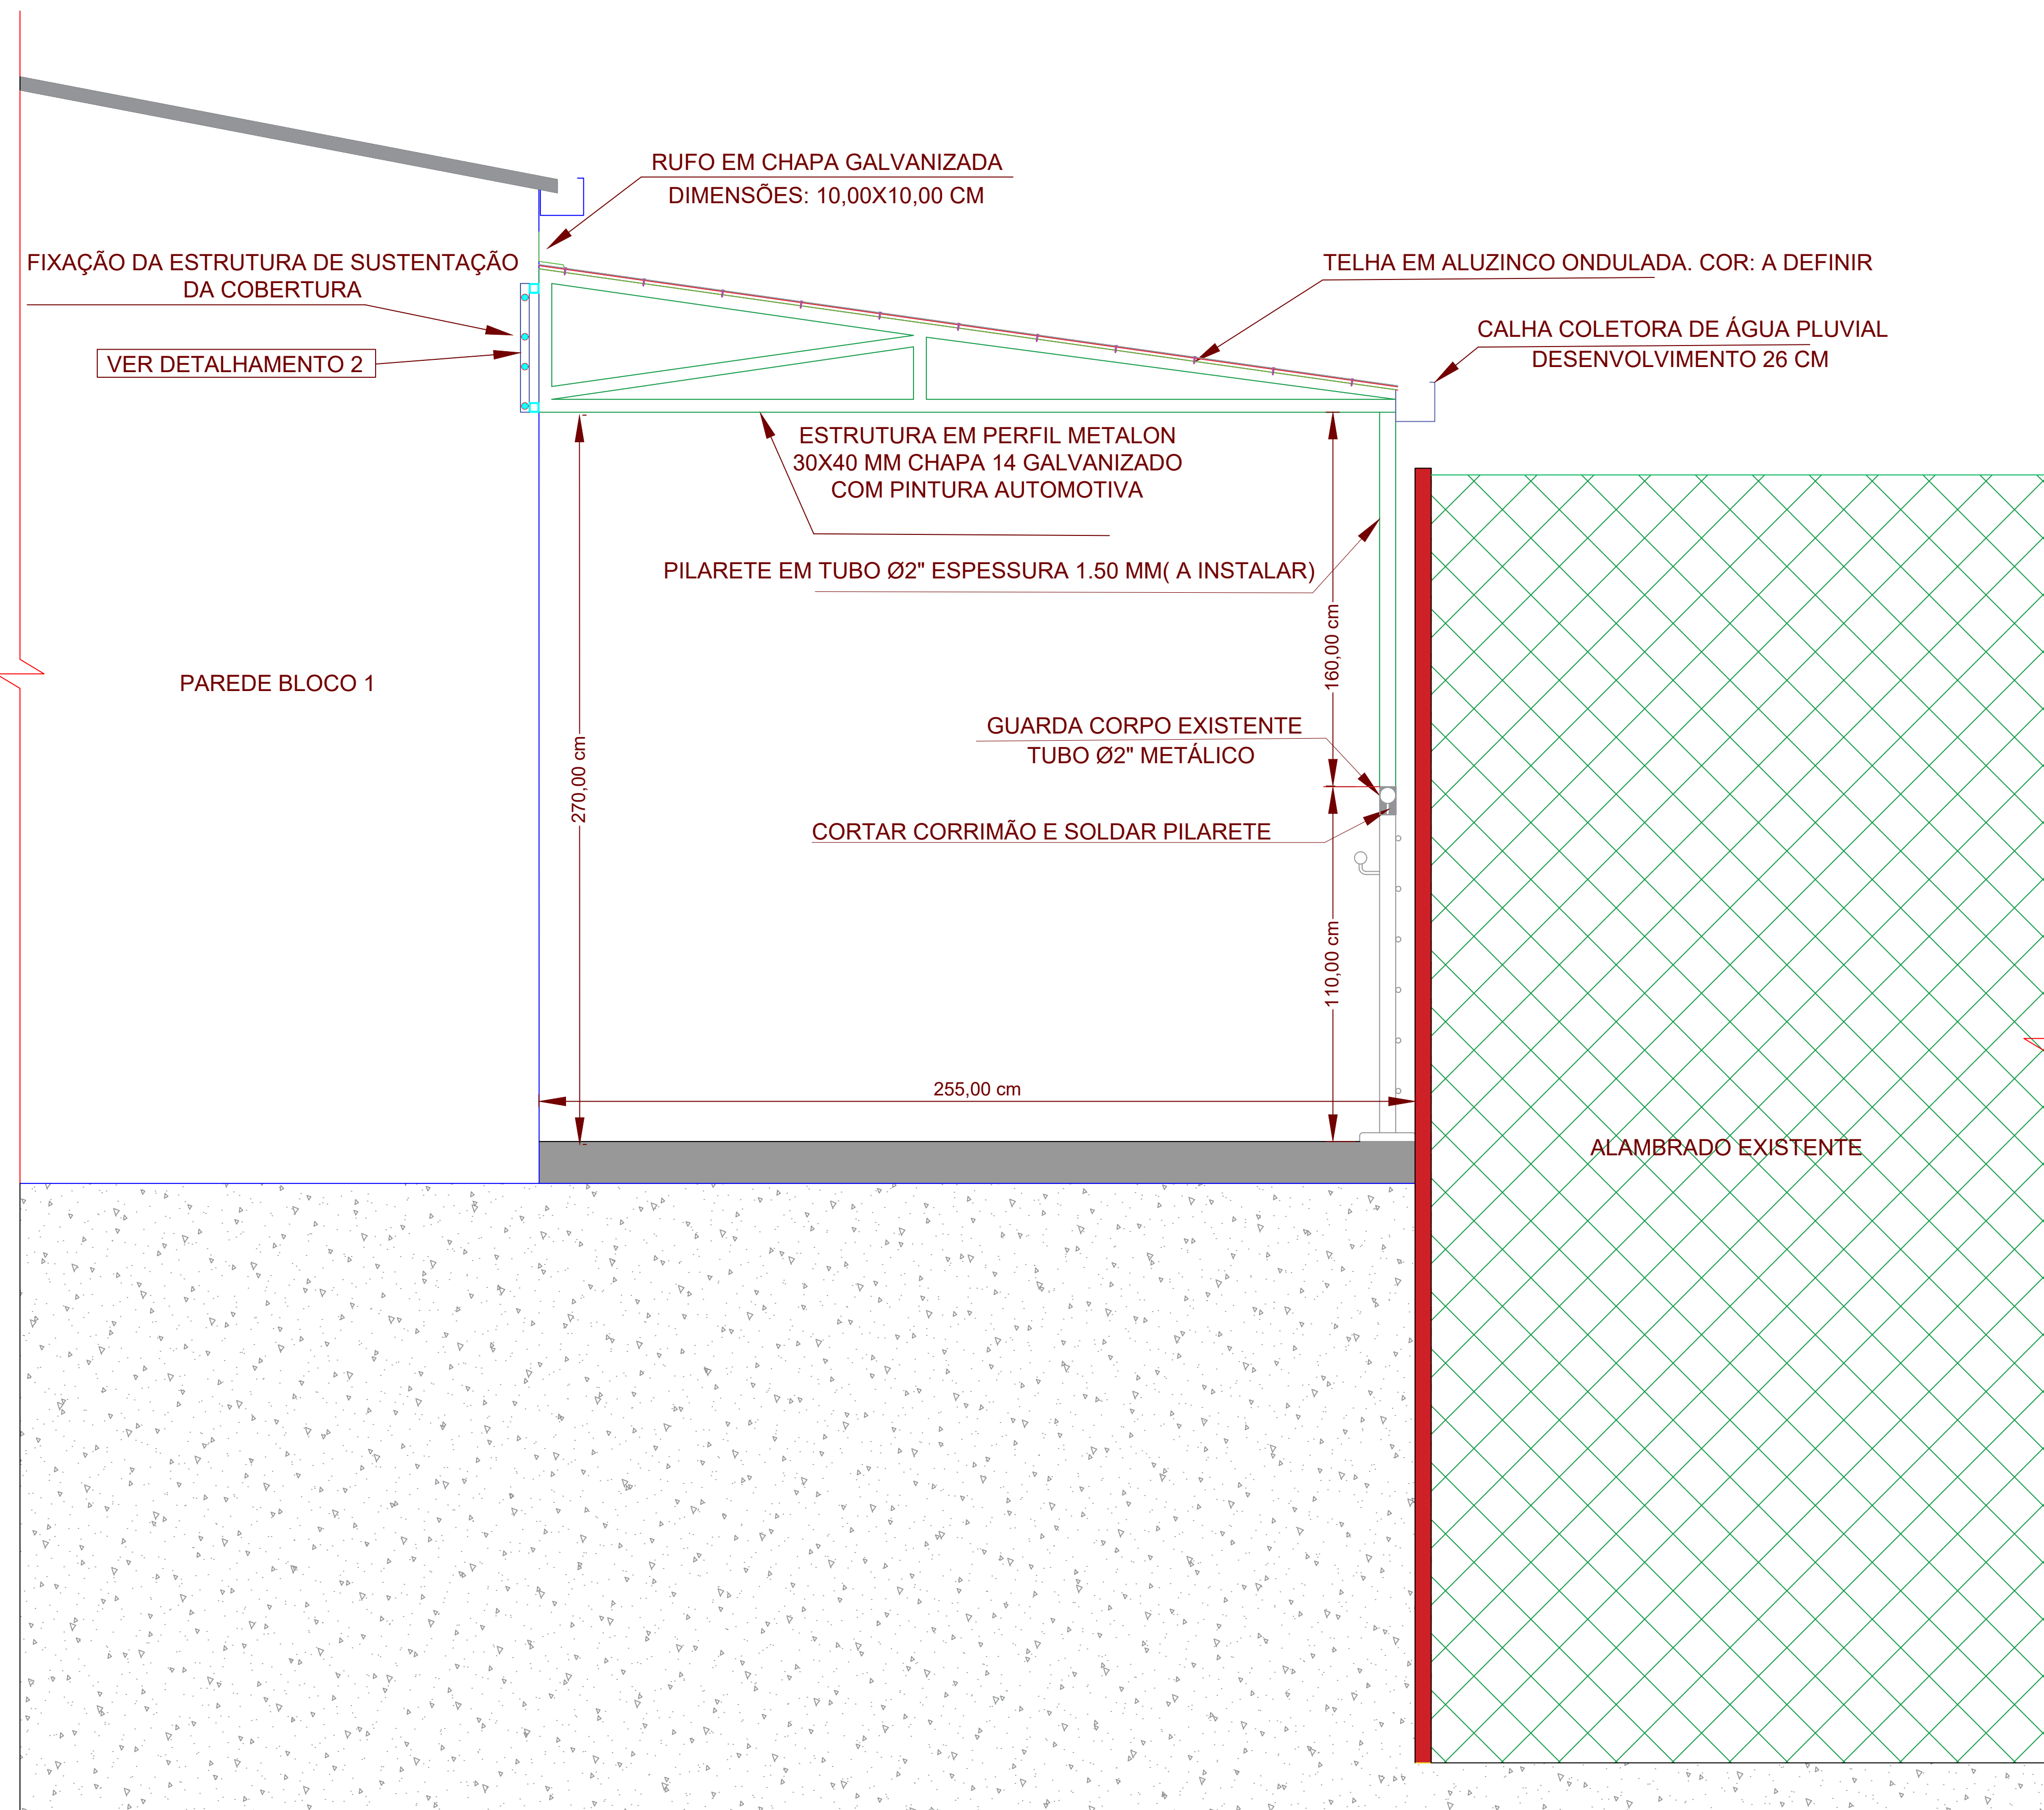 RUFO EM CHAPA GALVANIZADA
DIMENSÕES: 10,00X10,00 CM
FIXAÇÃO DA ESTRUTURA DE SUSTENTAÇÃO
DA COBERTURA
VER DETALHAMENTO 2
TELHA EM ALUZINCO ONDULADA. COR: A DEFINIR
CALHA COLETORA DE ÁGUA PLUVIAL
DESENVOLVIMENTO 26 CM
ESTRUTURA EM PERFIL METALON
30X40 MM CHAPA 14 GALVANIZADO
COM PINTURA AUTOMOTIVA
PILARETE EM TUBO Ø2" ESPESSURA 1.50 MM( A INSTALAR)
160,00 cm
PAREDE BLOCO 1
GUARDA CORPO EXISTENTE
TUBO Ø2" METÁLICO
270,00 cm
CORTAR CORRIMÃO E SOLDAR PILARETE
110,00 cm
255,00 cm
ALAMBRADO EXISTENTE